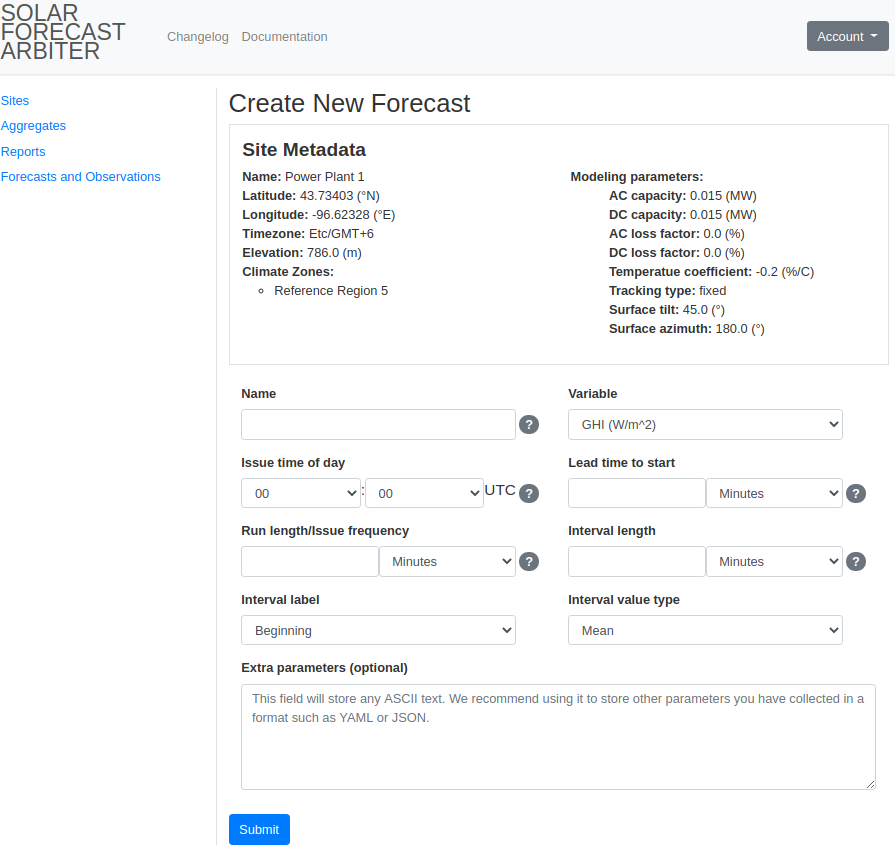 SOLAR
FORECAST
ARBITER
Changelog Documentation
Account
Sites
Aggregates
Reports
Forecasts and Observations
Create New Forecast
Site Metadata
Name: Power Plant 1
Latitude: 43.73403 (°N)
Longitude: -96.62328 (°E)
Timezone: Etc/GMT+6
Elevation: 786.0 (m)
Climate Zones:
Reference Region 5
Modeling parameters:
AC capacity: 0.015 (MW)
DC capacity: 0.015 (MW)
AC loss factor: 0.0 (%)
DC loss factor: 0.0 (%)
Temperatue coefficient: -0.2 (%/C)
Tracking type: fixed
Surface tilt: 45.0 (°)
Surface azimuth: 180.0 (°)
Name
?
Variable
GHI (W/m^2)
Issue time of day
00 : 00 UTC ?
Lead time to start
Minutes ?
Run length/Issue frequency
Minutes ?
Interval length
Minutes ?
Interval label
Beginning
Interval value type
Mean
Extra parameters (optional)
This field will store any ASCII text. We recommend using it to store other parameters you have collected in a
format such as YAML or JSON.
Submit